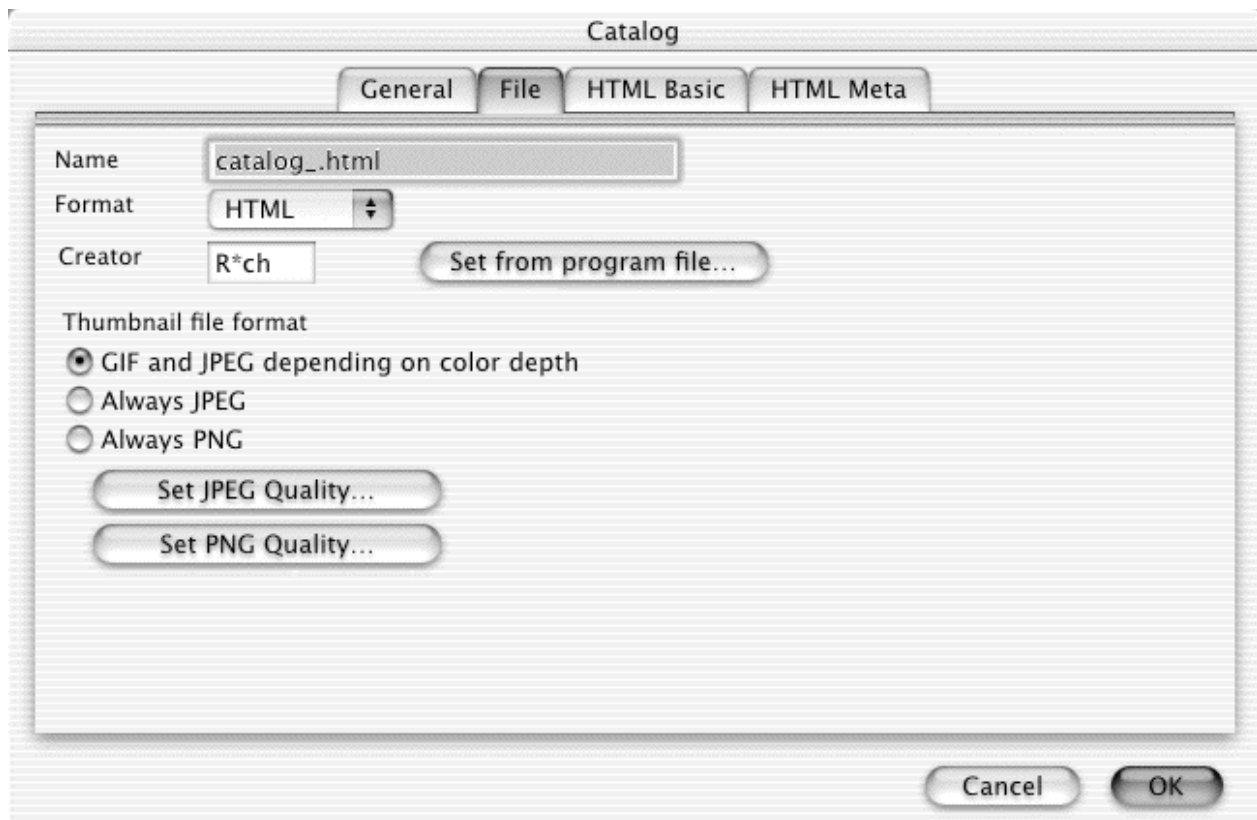 Catalog
General File HTML Basic HTML Meta
Name catalog_.html
Format HTML
Creator R*ch Set from program file...
Thumbnail file format
GIF and JPEG depending on color depth
Always JPEG
Always PNG
Set JPEG Quality...
Set PNG Quality...
Cancel OK